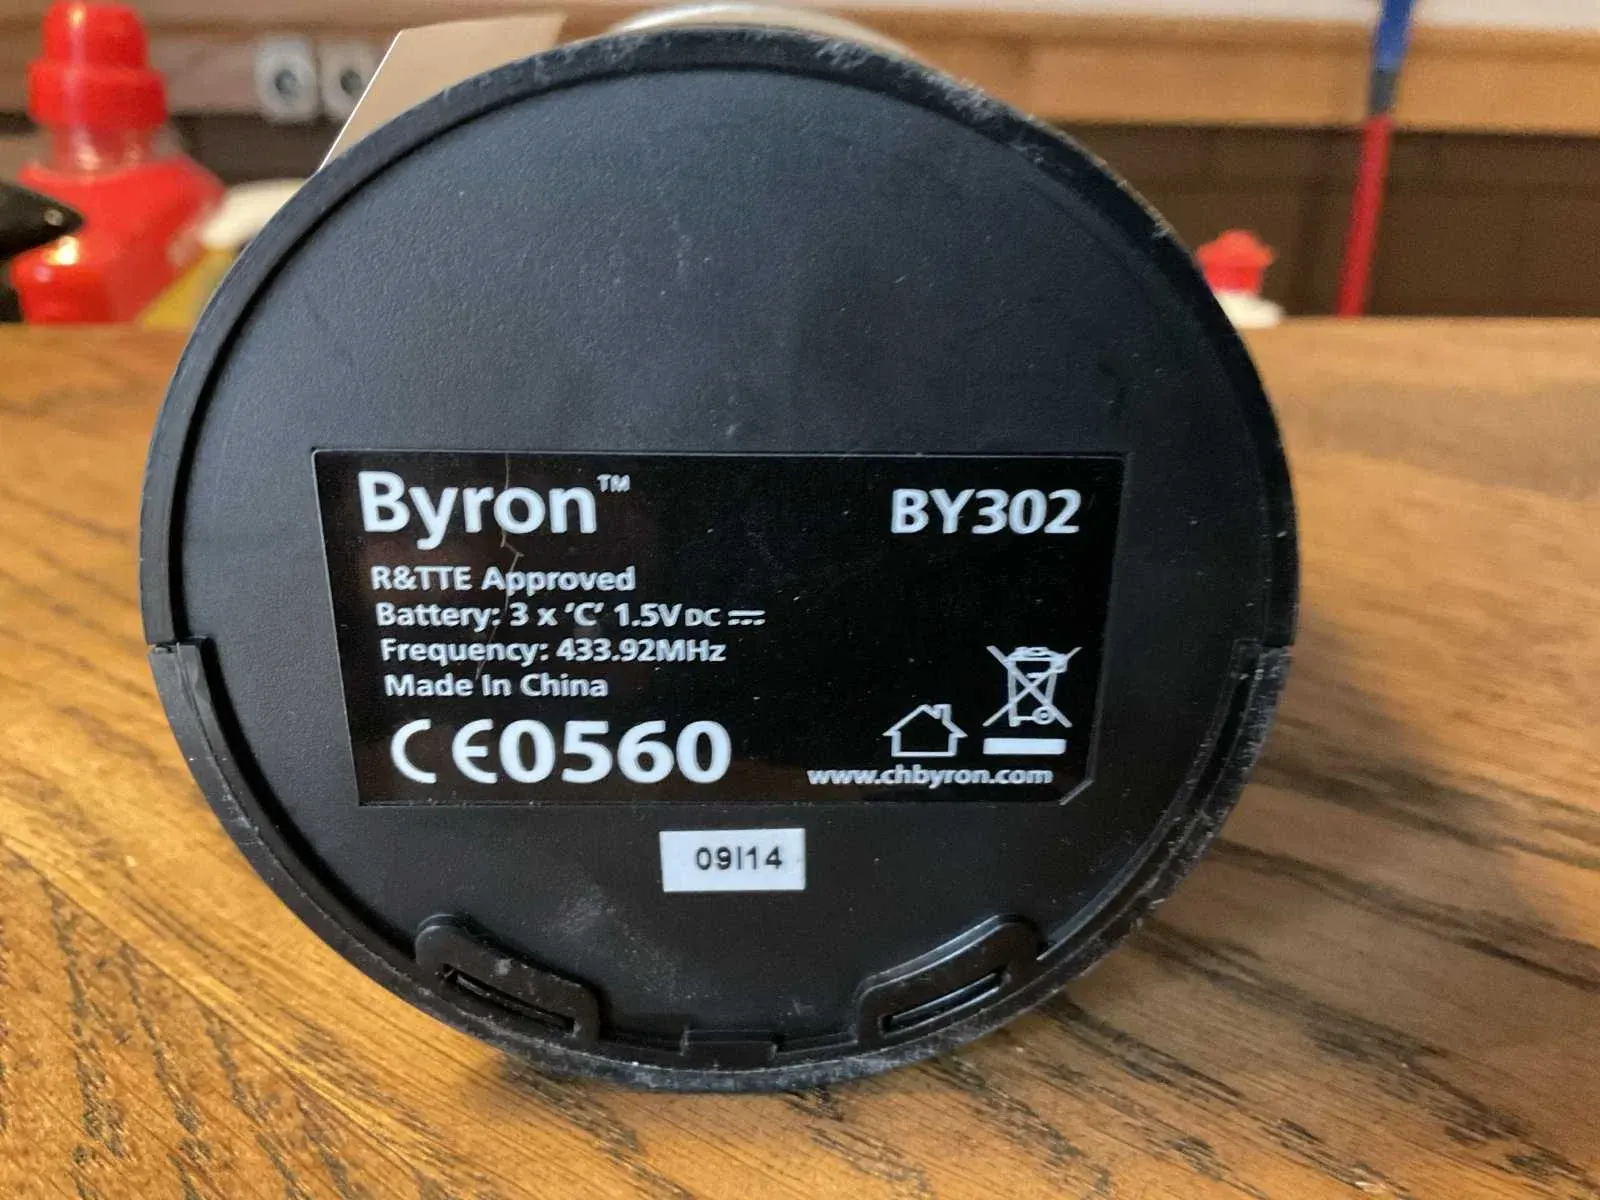 Byron™
BY302
R&TTE Approved
Battery: 3 x 'C' 1.5V DC ⎓
Frequency: 433.92MHz
Made In China
CE0560
www.chbyron.com
09|14